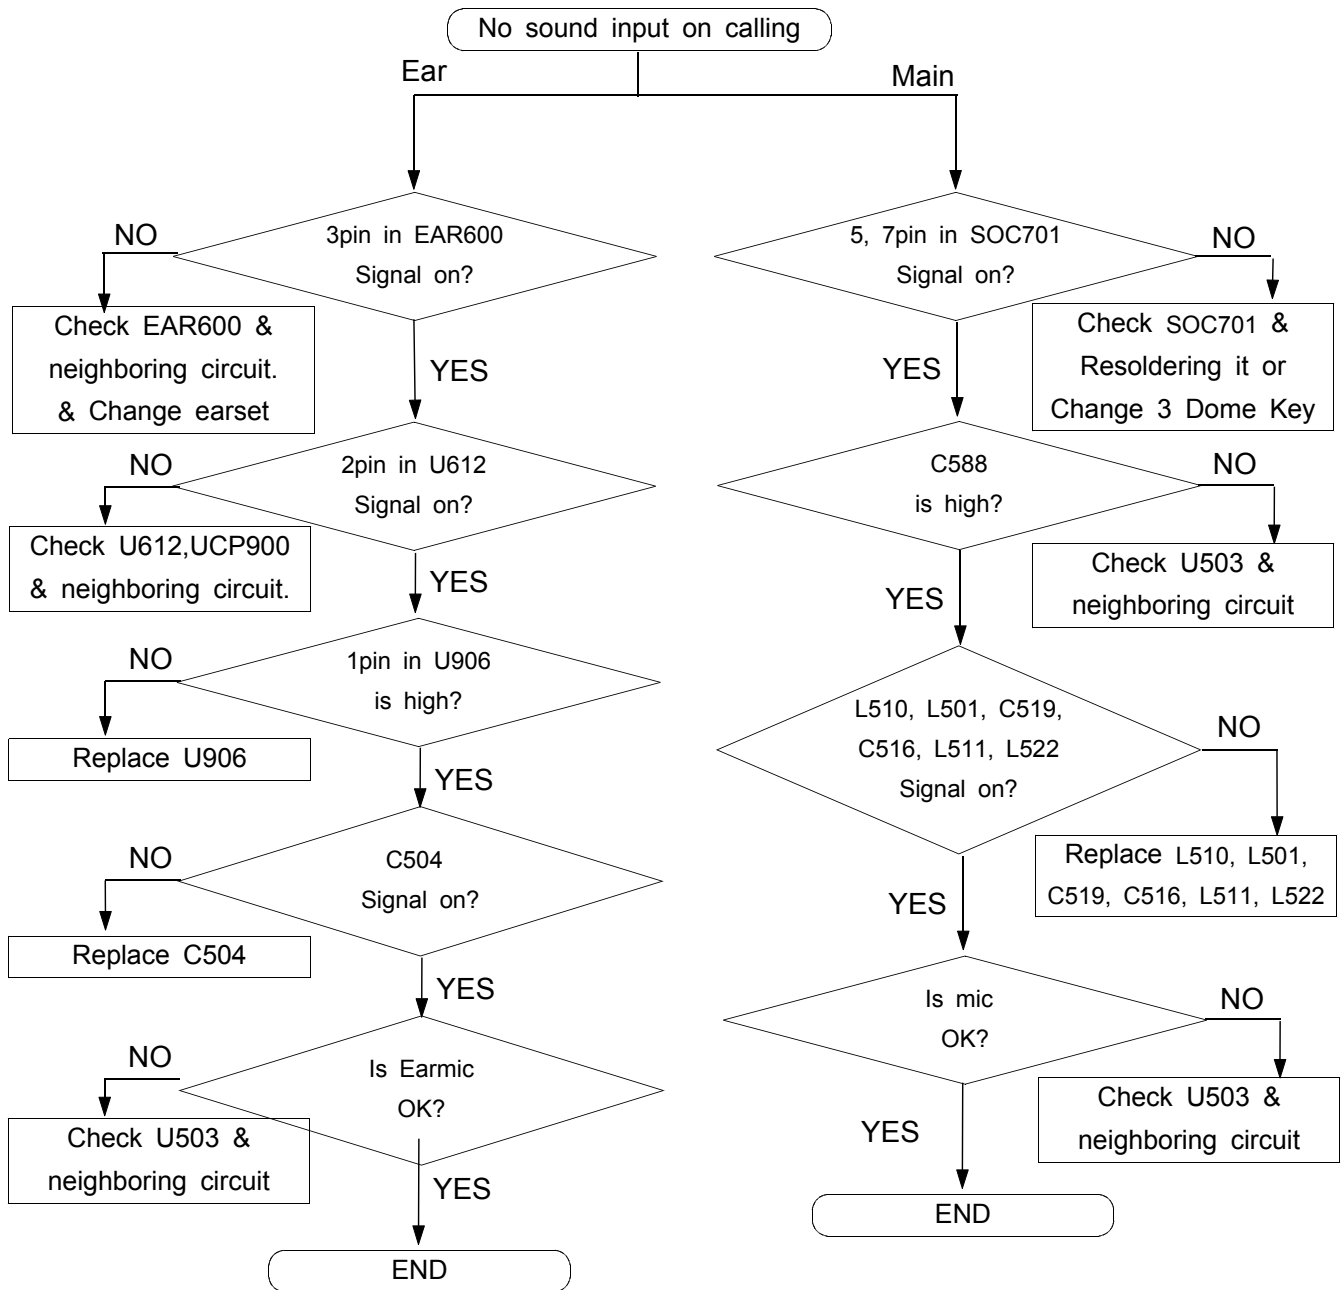 No sound input on calling
Ear
Main
3pin in EAR600
Signal on?
NO
Check EAR600 &
neighboring circuit.
& Change earset
YES
2pin in U612
Signal on?
NO
Check U612,UCP900
& neighboring circuit.
YES
1pin in U906
is high?
NO
Replace U906
YES
C504
Signal on?
NO
Replace C504
YES
Is Earmic
OK?
NO
Check U503 &
neighboring circuit
YES
END
5, 7pin in SOC701
Signal on?
NO
Check SOC701 &
Resoldering it or
Change 3 Dome Key
YES
C588
is high?
NO
Check U503 &
neighboring circuit
YES
L510, L501, C519,
C516, L511, L522
Signal on?
NO
Replace L510, L501,
C519, C516, L511, L522
YES
Is mic
OK?
NO
Check U503 &
neighboring circuit
YES
END